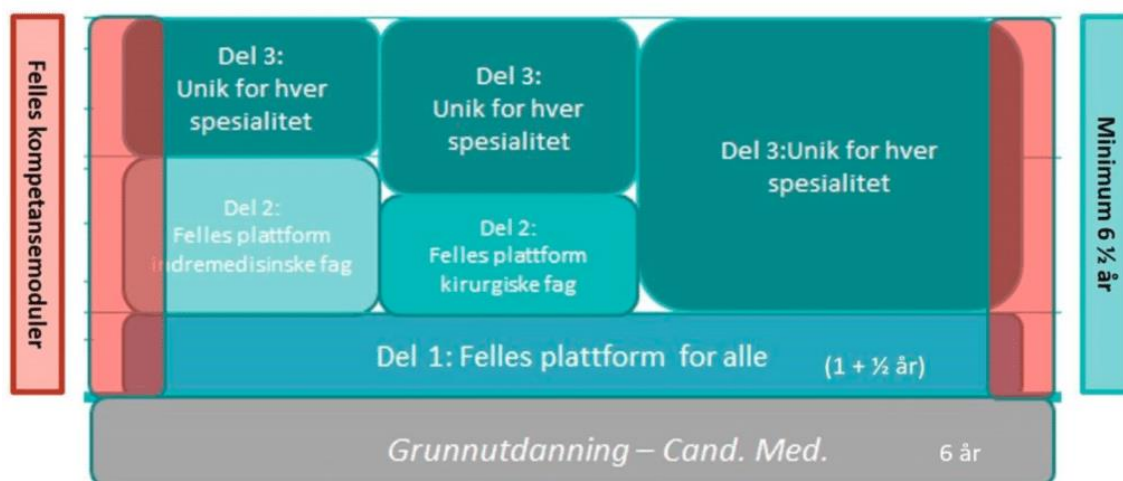 Felles kompetansemoduler
Del 3:
Unik for hver
spesialitet
Del 2:
Felles plattform
indremedisinske fag
Del 3:
Unik for hver
spesialitet
Del 2:
Felles plattform
kirurgiske fag
Del 3:Unik for hver
spesialitet
Del 1: Felles plattform for alle (1 + ½ år)
Grunnutdanning – Cand. Med. 6 år
Minimum 6 ½ år